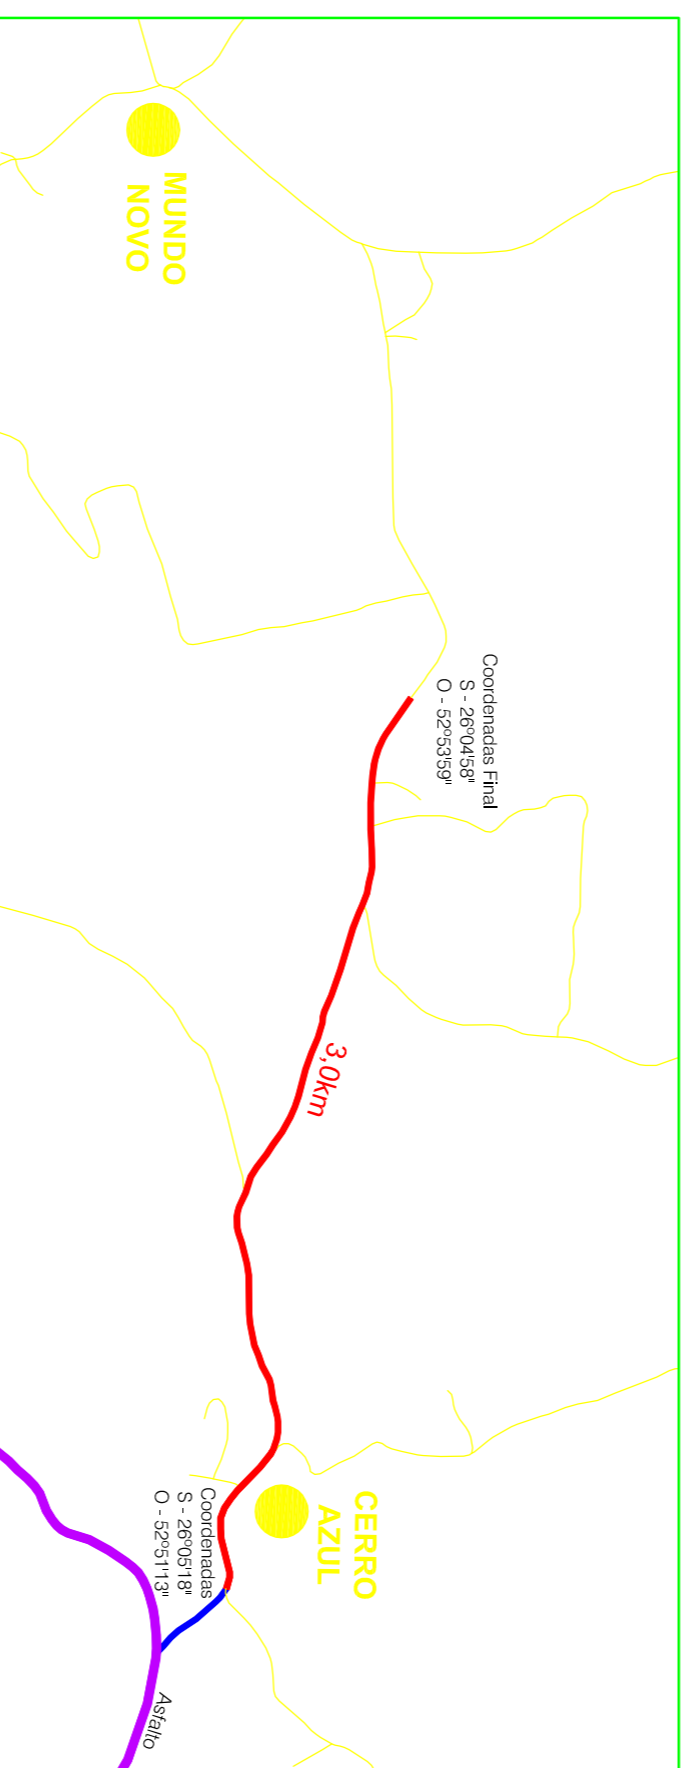 MUNDO
NOVO
Coordenadas Final
S - 26º04'58"
O - 52º53'59"
3,0km
CERRO
AZUL
Coordenadas
S - 26º05'18"
O - 52º51'13"
Asfalto